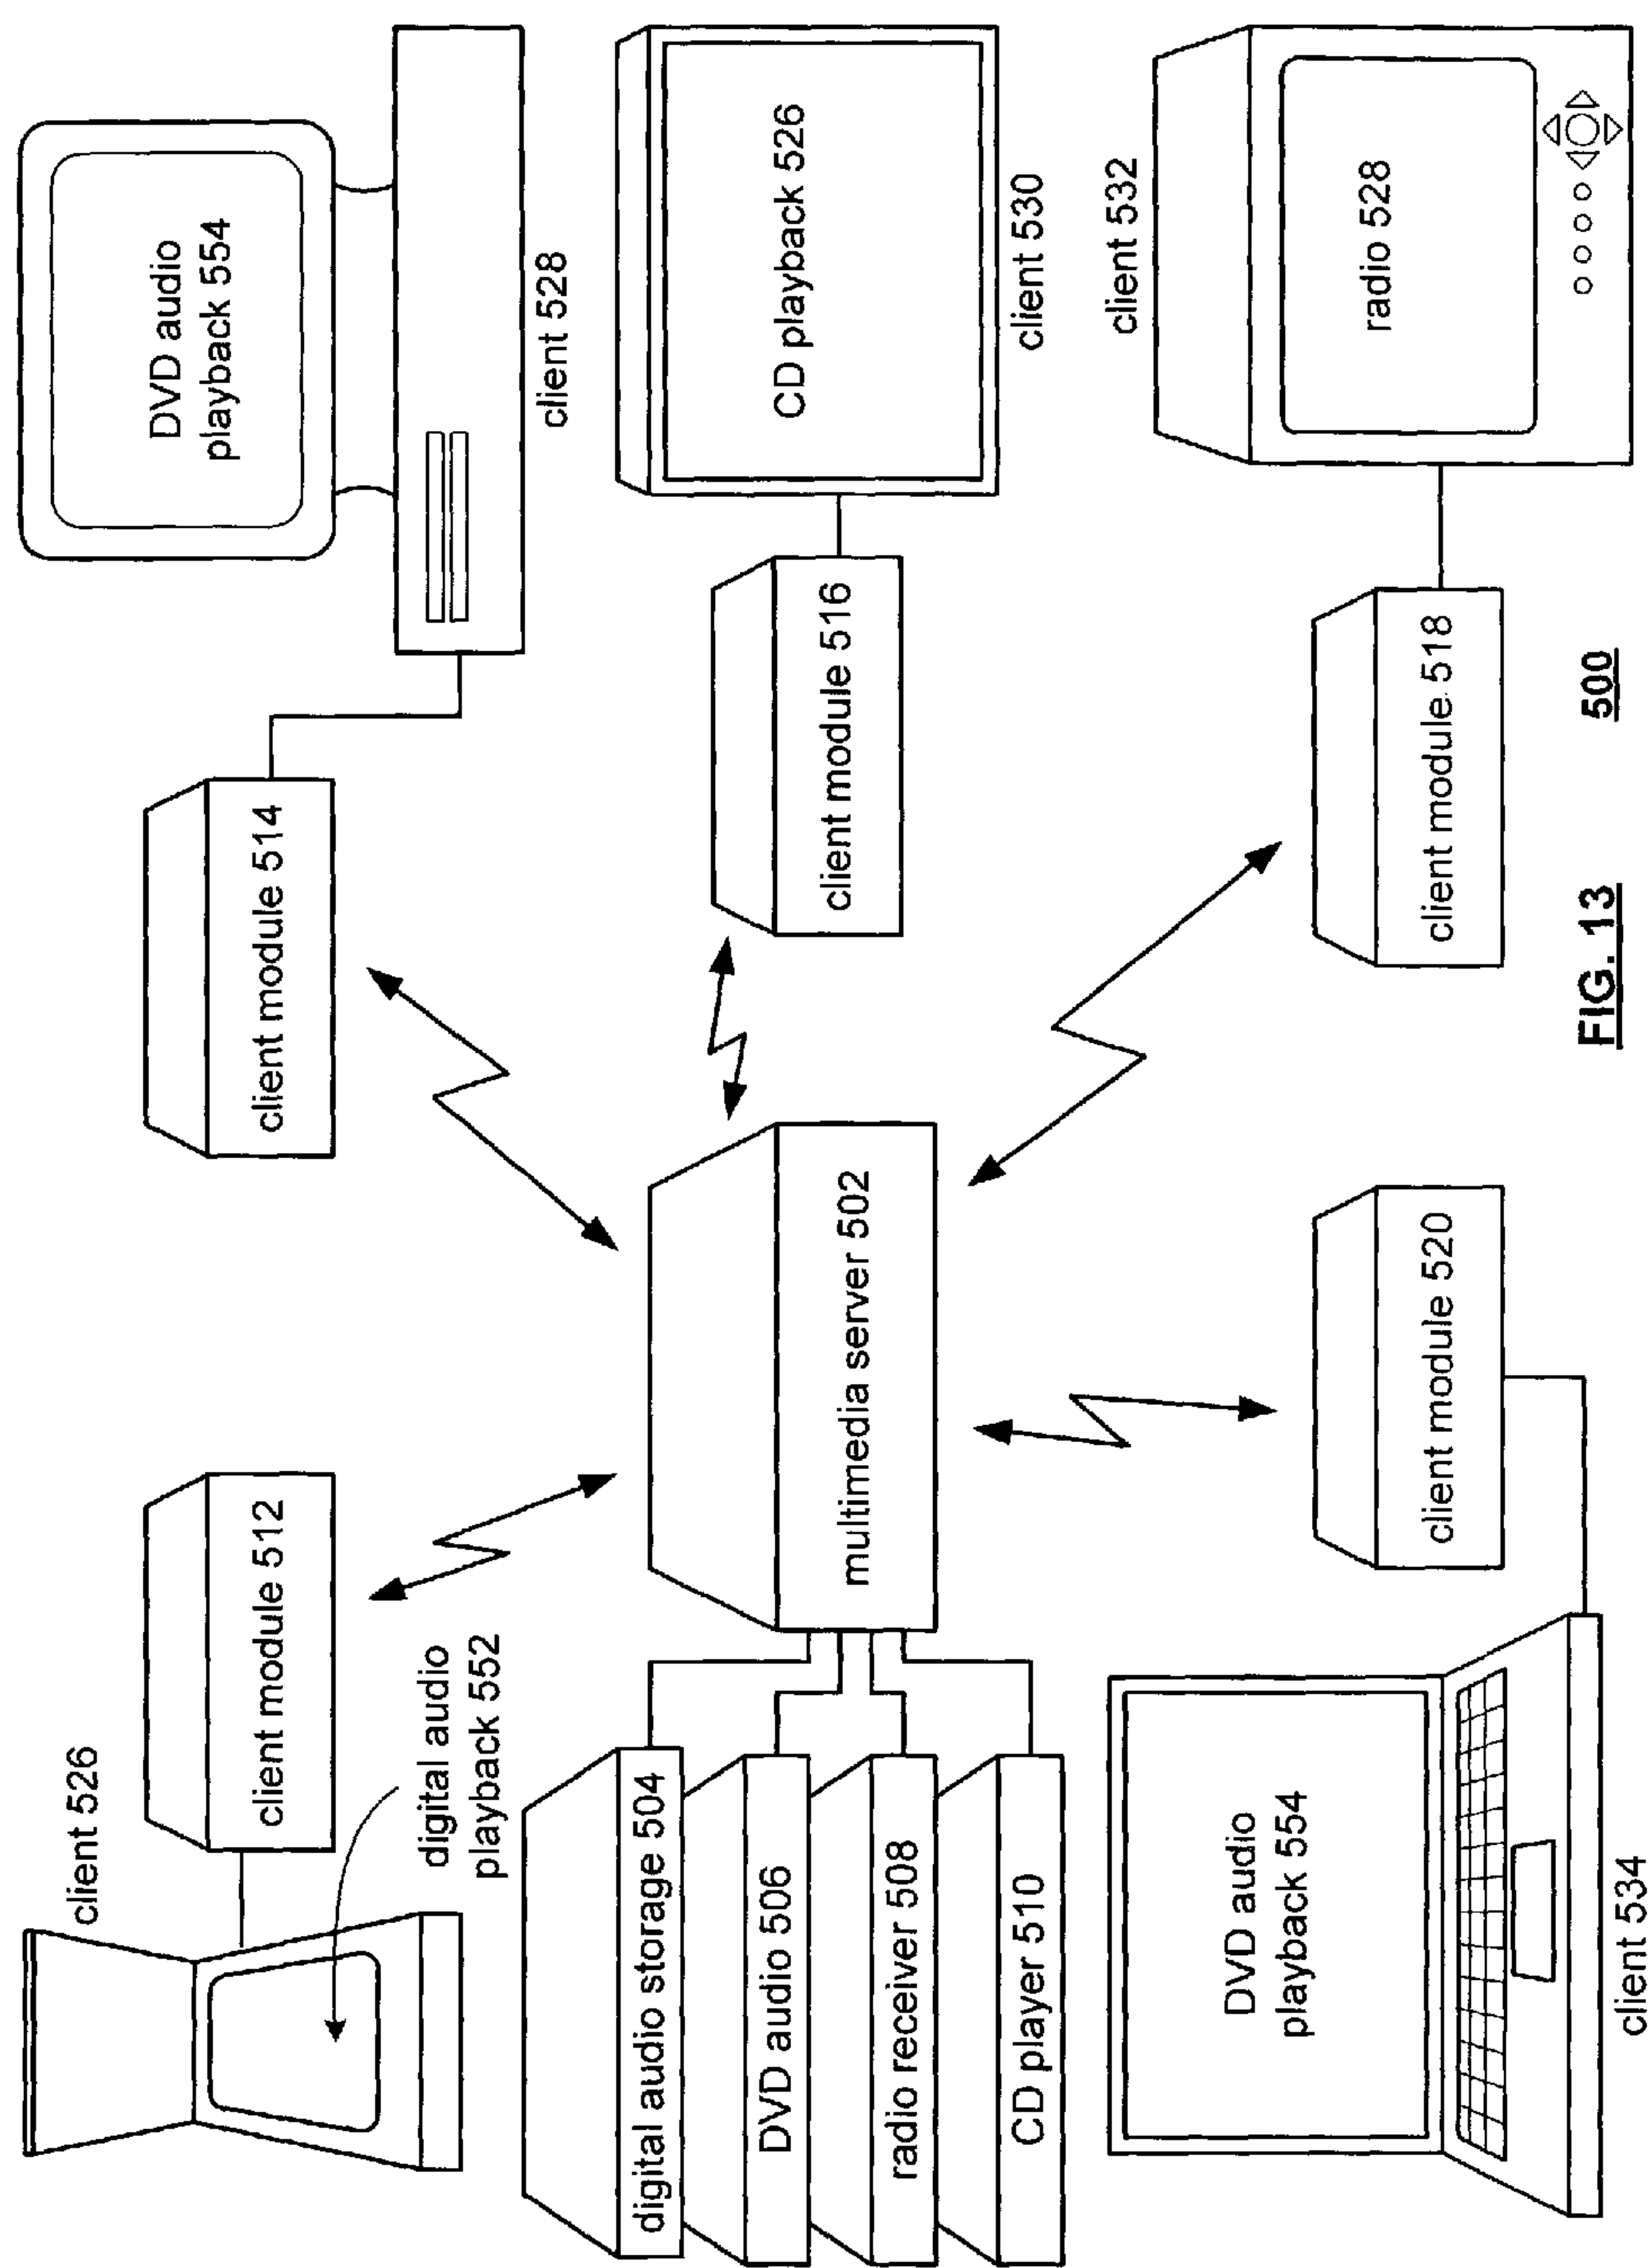 client 526
client module 512
digital audio
playback 552
client module 514
DVD audio
playback 554
client 528
digital audio storage 504
DVD audio 506
radio receiver 508
CD player 510
multimedia server 502
client module 516
CD playback 526
client 530
DVD audio
playback 554
client 534
client module 520
client module 518
client 532
radio 528
FIG. 13
500